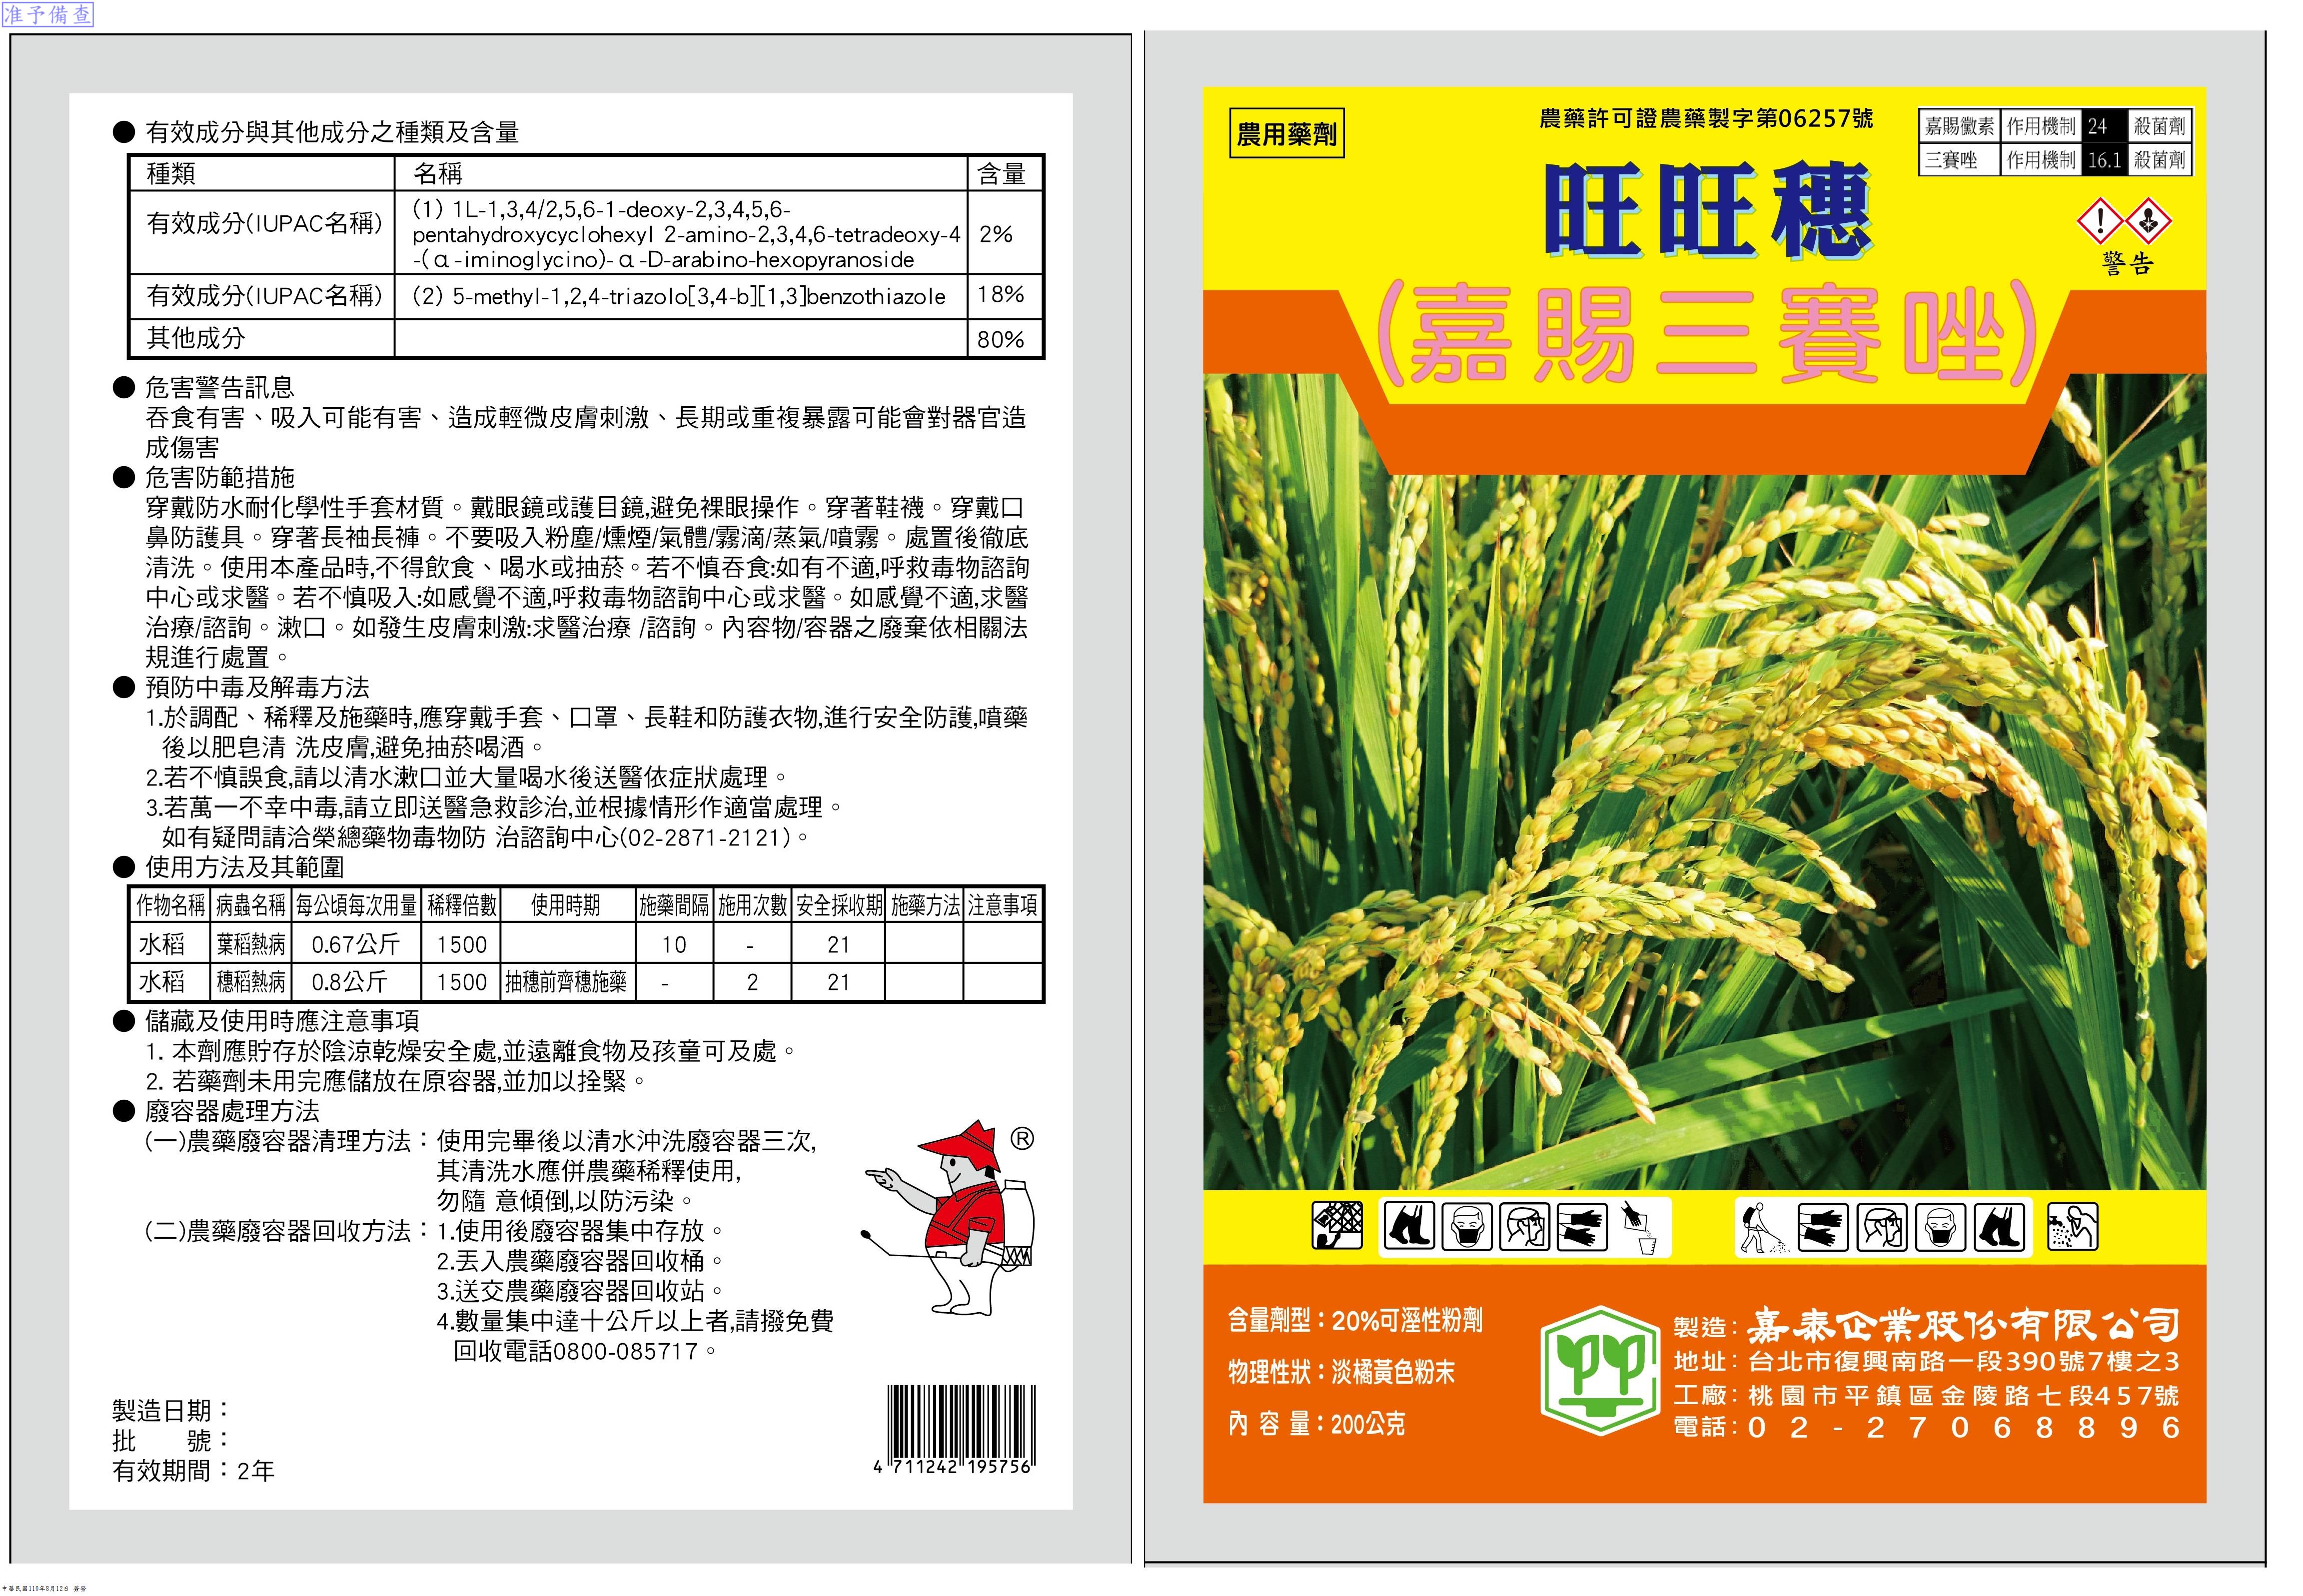 准予備查
● 有效成分與其他成分之種類及含量
種類 名稱 含量
有效成分(IUPAC名稱) (1) 1L-1,3,4/2,5,6-1-deoxy-2,3,4,5,6-
pentahydroxycyclohexyl 2-amino-2,3,4,6-tetradeoxy-4 2%
-(α-iminoglycino)-α-D-arabino-hexopyranoside
有效成分(IUPAC名稱) (2) 5-methyl-1,2,4-triazolo[3,4-b][1,3]benzothiazole 18%
其他成分 80%
● 危害警告訊息
吞食有害、吸入可能有害、造成輕微皮膚刺激、長期或重複暴露可能會對器官造
成傷害
● 危害防範措施
穿戴防水耐化學性手套材質。戴眼鏡或護目鏡,避免裸眼操作。穿著鞋襪。穿戴口
鼻防護具。穿著長袖長褲。不要吸入粉塵/燻煙/氣體/霧滴/蒸氣/噴霧。處置後徹底
清洗。使用本產品時,不得飲食、喝水或抽菸。若不慎吞食:如有不適,呼救毒物諮詢
中心或求醫。若不慎吸入:如感覺不適,呼救毒物諮詢中心或求醫。如感覺不適,求醫
治療/諮詢。漱口。如發生皮膚刺激:求醫治療 /諮詢。內容物/容器之廢棄依相關法
規進行處置。
● 預防中毒及解毒方法
1.於調配、稀釋及施藥時,應穿戴手套、口罩、長鞋和防護衣物,進行安全防護,噴藥
後以肥皂清 洗皮膚,避免抽菸喝酒。
2.若不慎誤食,請以清水漱口並大量喝水後送醫依症狀處理。
3.若萬一不幸中毒,請立即送醫急救診治,並根據情形作適當處理。
如有疑問請洽榮總藥物毒物防 治諮詢中心(02-2871-2121)。
● 使用方法及其範圍
作物名稱 病蟲名稱 每公頃每次用量 稀釋倍數 使用時期 施藥間隔 施用次數 安全採收期 施藥方法 注意事項
水稻 葉稻熱病 0.67公斤 1500 10 - 21
水稻 穗稻熱病 0.8公斤 1500 抽穗前齊穗施藥 - 2 21
● 儲藏及使用時應注意事項
1. 本劑應貯存於陰涼乾燥安全處,並遠離食物及孩童可及處。
2. 若藥劑未用完應儲放在原容器,並加以拴緊。
● 廢容器處理方法
(一)農藥廢容器清理方法：使用完畢後以清水沖洗廢容器三次,
其清洗水應併農藥稀釋使用,
勿隨 意傾倒,以防污染。
(二)農藥廢容器回收方法：1.使用後廢容器集中存放。
2.丟入農藥廢容器回收桶。
3.送交農藥廢容器回收站。
4.數量集中達十公斤以上者,請撥免費
回收電話0800-085717。
®
製造日期：
批 號：
有效期間：2年
4 711242 195756
農用藥劑
農藥許可證農藥製字第06257號
嘉賜黴素 作用機制 24 殺菌劑
三賽唑 作用機制 16.1 殺菌劑
旺旺穗
警告
(嘉賜三賽唑)
含量劑型：20%可溼性粉劑
物理性狀：淡橘黃色粉末
內 容 量：200公克
製造：嘉泰企業股份有限公司
地址：台北市復興南路一段390號7樓之3
工廠：桃園市平鎮區金陵路七段457號
電話：02-27068896
中華民國110年8月12日 簽發